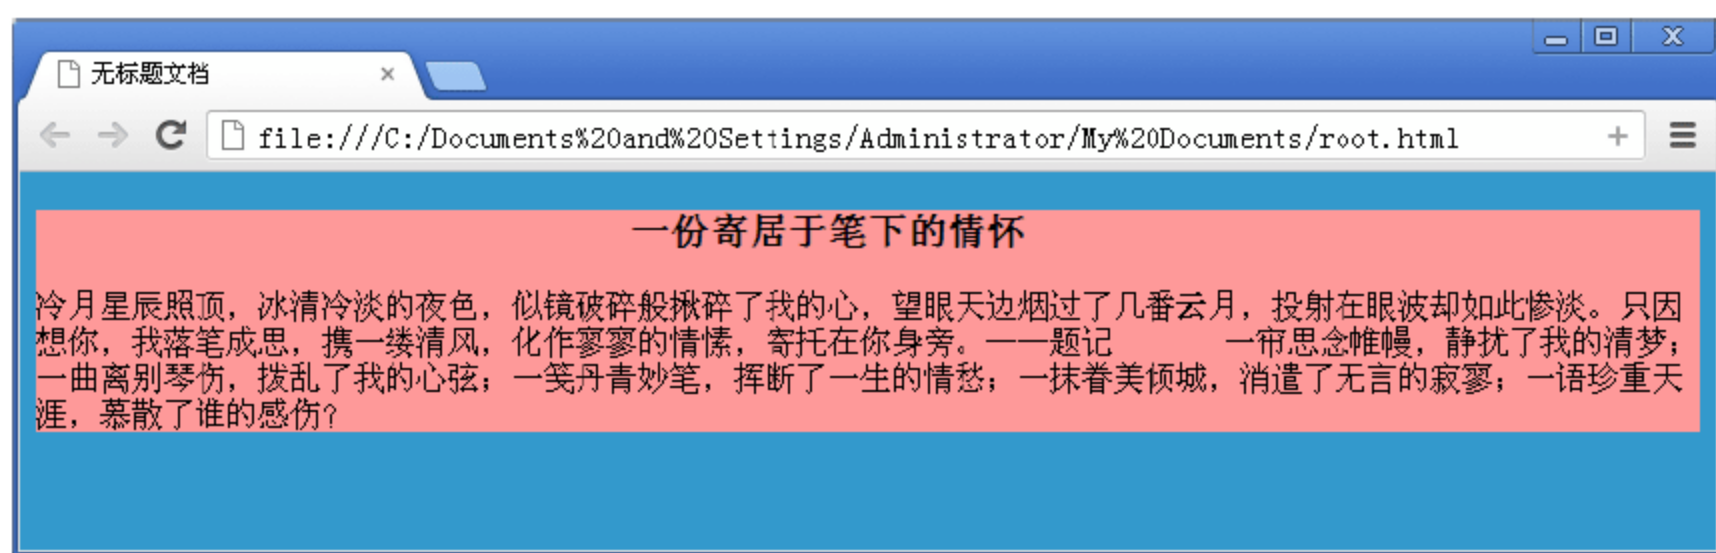 无标题文档
file:///C:/Documents%20and%20Settings/Administrator/My%20Documents/root.html
一份寄居于笔下的情怀
冷月星辰照顶，冰清冷淡的夜色，似镜破碎般揪碎了我的心，望眼天边烟过了几番云月，投射在眼波却如此惨淡。只因
想你，我落笔成思，携一缕清风，化作寥寥的情愫，寄托在你身旁。一一题记　　　一帘思念帷幔，静扰了我的清梦；
一曲离别琴伤，拨乱了我的心弦；一笺丹青妙笔，挥断了一生的情愁；一抹眷美倾城，消遣了无言的寂寥；一语珍重天
涯，慕散了谁的感伤？